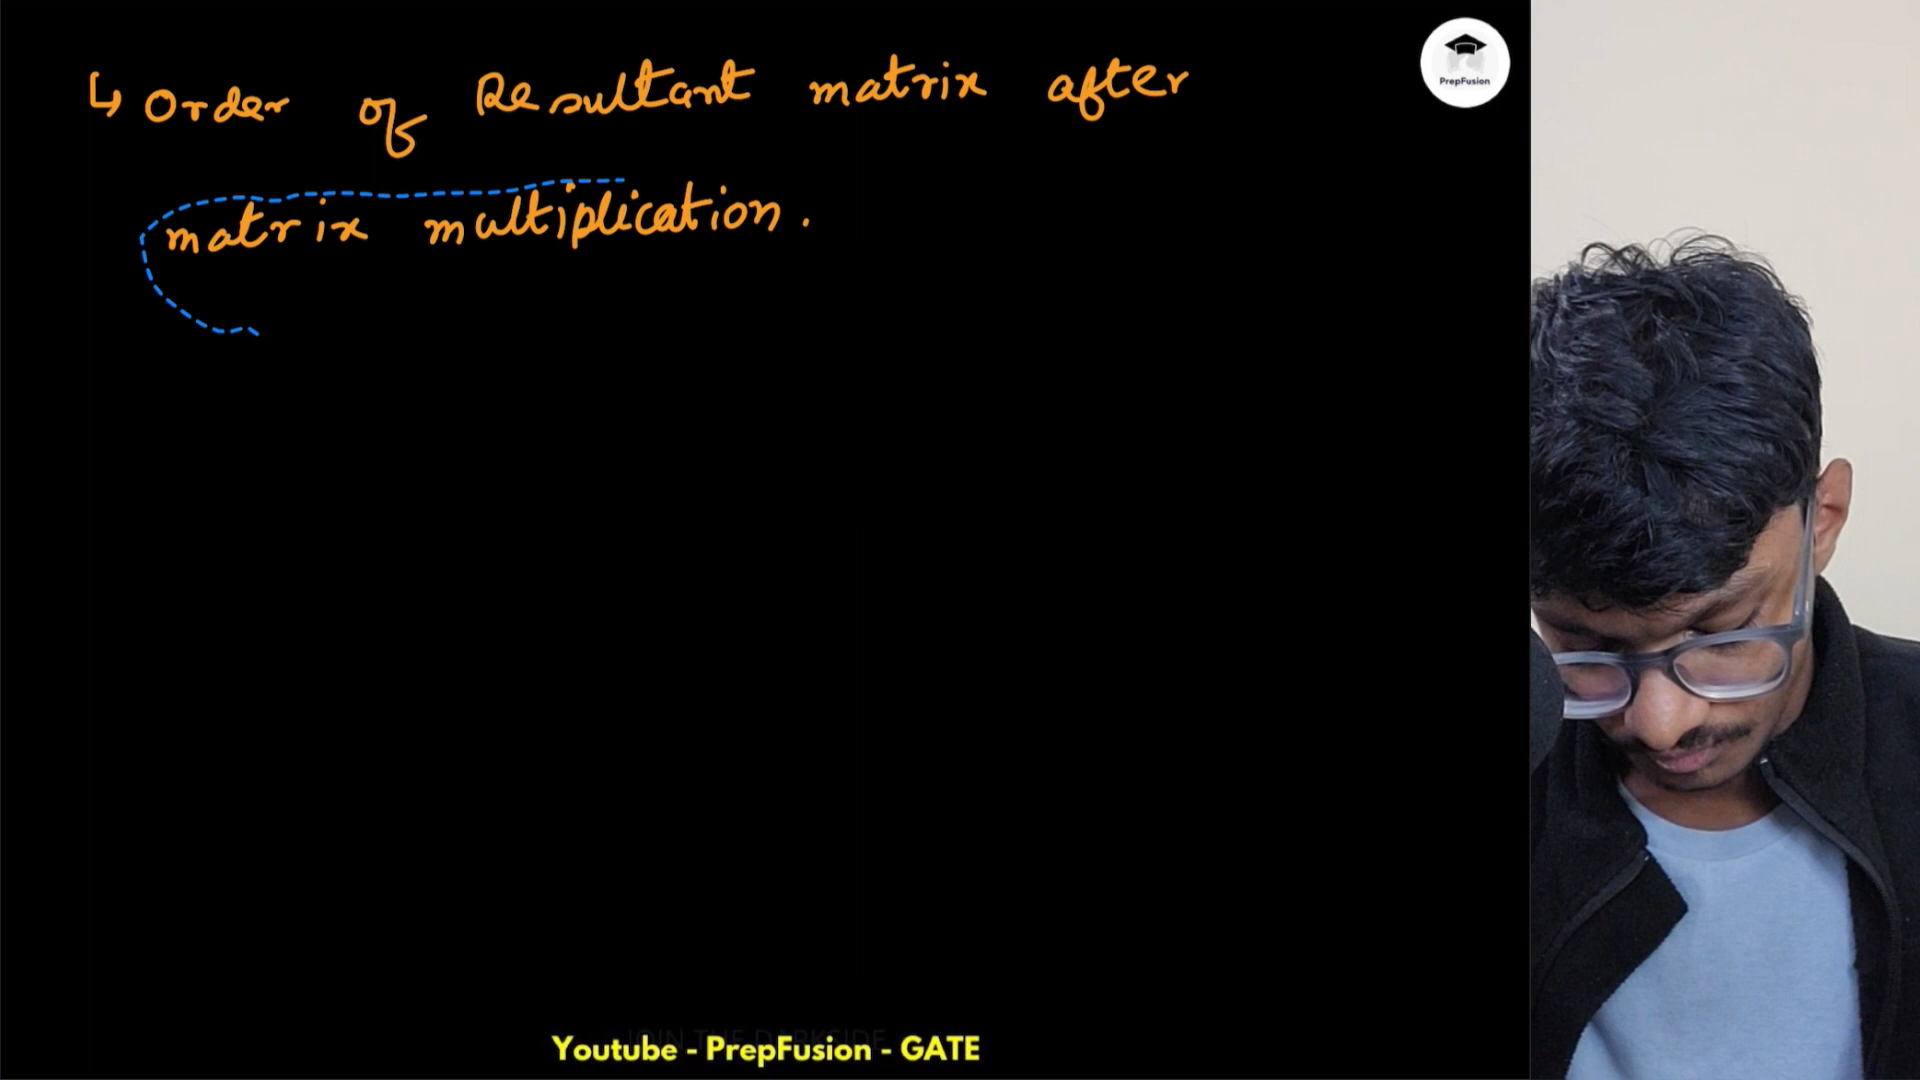 ↳ Order of Resultant matrix after
matrix multiplication.
PrepFusion
Youtube - PrepFusion - GATE